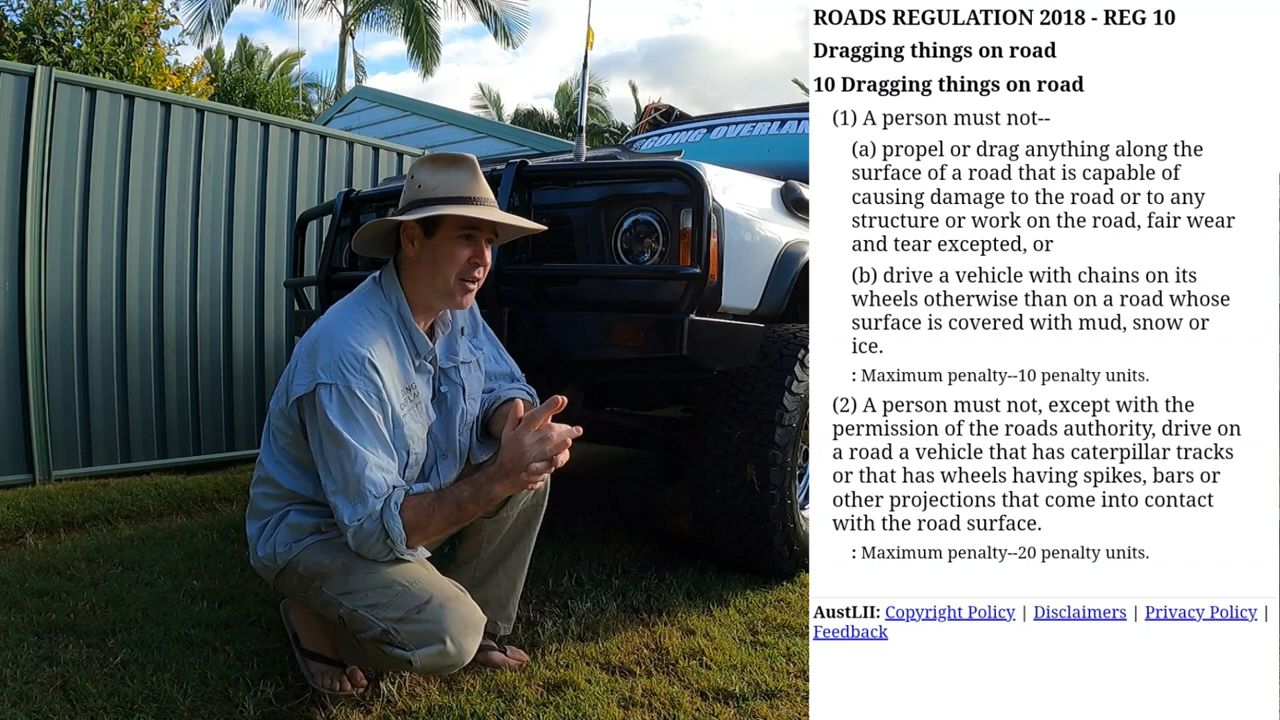 GOING OVERLAN
ROADS REGULATION 2018 - REG 10
Dragging things on road
10 Dragging things on road
(1) A person must not--
(a) propel or drag anything along the
surface of a road that is capable of
causing damage to the road or to any
structure or work on the road, fair wear
and tear excepted, or
(b) drive a vehicle with chains on its
wheels otherwise than on a road whose
surface is covered with mud, snow or
ice.
: Maximum penalty--10 penalty units.
(2) A person must not, except with the
permission of the roads authority, drive on
a road a vehicle that has caterpillar tracks
or that has wheels having spikes, bars or
other projections that come into contact
with the road surface.
: Maximum penalty--20 penalty units.
AustLII: Copyright Policy | Disclaimers | Privacy Policy |
Feedback